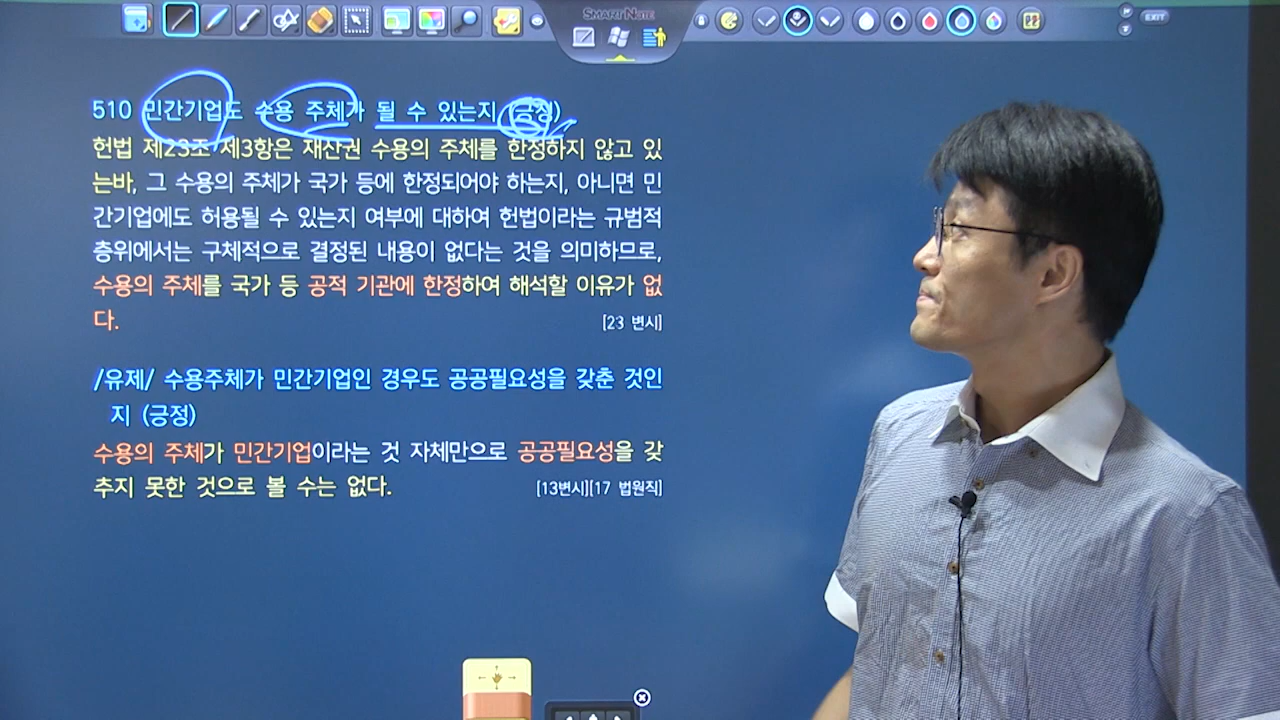 SMARTNOTE
EXIT
510 민간기업도 수용 주체가 될 수 있는지 (긍정)
헌법 제23조 제3항은 재산권 수용의 주체를 한정하지 않고 있
는바, 그 수용의 주체가 국가 등에 한정되어야 하는지, 아니면 민
간기업에도 허용될 수 있는지 여부에 대하여 헌법이라는 규범적
층위에서는 구체적으로 결정된 내용이 없다는 것을 의미하므로,
수용의 주체를 국가 등 공적 기관에 한정하여 해석할 이유가 없
다. [23 변시]
/유제/ 수용주체가 민간기업인 경우도 공공필요성을 갖춘 것인
지 (긍정)
수용의 주체가 민간기업이라는 것 자체만으로 공공필요성을 갖
추지 못한 것으로 볼 수는 없다. [13변시][17 법원직]